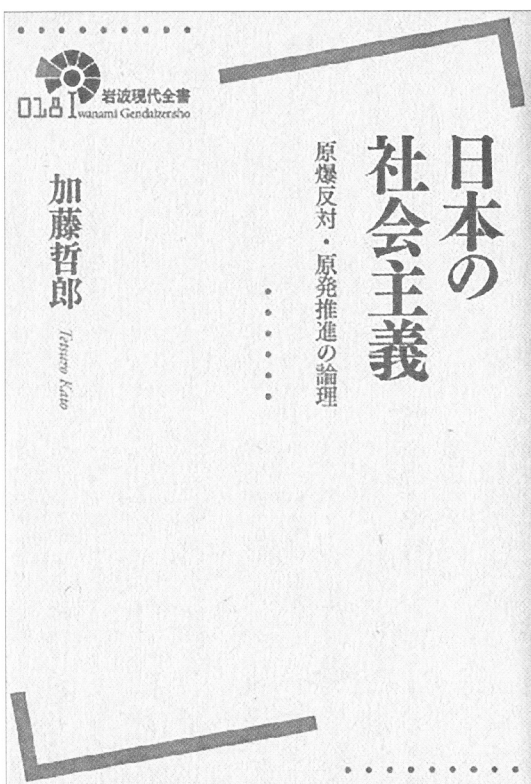 日本の
社会主義
原爆反対・原発推進の論理
加藤哲郎
Tetsuro Kato
岩波現代全書
Iwanami Gendaizensho
018